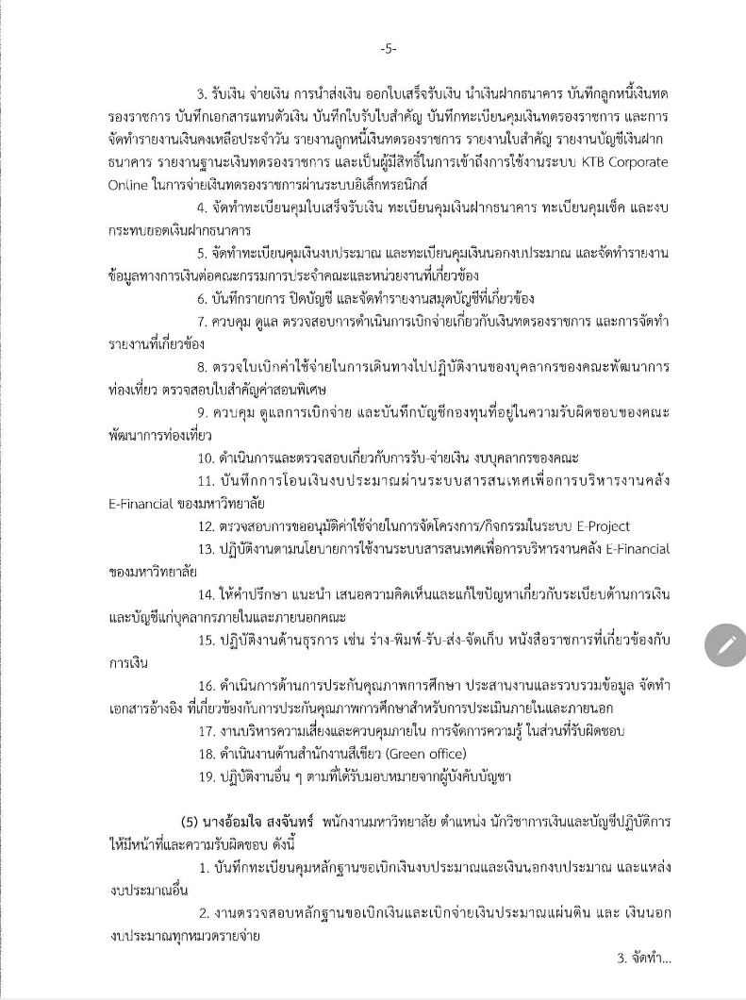 -5-
3. รับเงิน จ่ายเงิน การนำส่งเงิน ออกใบเสร็จรับเงิน นำเงินฝากธนาคาร บันทึกลูกหนี้เงินทด
รองราชการ บันทึกเอกสารแทนตัวเงิน บันทึกใบรับใบสำคัญ บันทึกทะเบียนคุมเงินทดรองราชการ และการ
จัดทำรายงานเงินคงเหลือประจำวัน รายงานลูกหนี้เงินทดรองราชการ รายงานใบสำคัญ รายงานบัญชีเงินฝาก
ธนาคาร รายงานฐานะเงินทดรองราชการ และเป็นผู้มีสิทธิ์ในการเข้าถึงการใช้งานระบบ KTB Corporate
Online ในการจ่ายเงินทดรองราชการผ่านระบบอิเล็กทรอนิกส์
4. จัดทำทะเบียนคุมใบเสร็จรับเงิน ทะเบียนคุมเงินฝากธนาคาร ทะเบียนคุมเช็ค และงบ
กระทบยอดเงินฝากธนาคาร
5. จัดทำทะเบียนคุมเงินงบประมาณ และทะเบียนคุมเงินนอกงบประมาณ และจัดทำรายงาน
ข้อมูลทางการเงินต่อคณะกรรมการประจำคณะและหน่วยงานที่เกี่ยวข้อง
6. บันทึกรายการ ปิดบัญชี และจัดทำรายงานสมุดบัญชีที่เกี่ยวข้อง
7. ควบคุม ดูแล ตรวจสอบการดำเนินการเบิกจ่ายเกี่ยวกับเงินทดรองราชการ และการจัดทำ
รายงานที่เกี่ยวข้อง
8. ตรวจใบเบิกค่าใช้จ่ายในการเดินทางไปปฏิบัติงานของบุคลากรของคณะพัฒนาการ
ท่องเที่ยว ตรวจสอบใบสำคัญค่าสอนพิเศษ
9. ควบคุม ดูแลการเบิกจ่าย และบันทึกบัญชีกองทุนที่อยู่ในความรับผิดชอบของคณะ
พัฒนาการท่องเที่ยว
10. ดำเนินการและตรวจสอบเกี่ยวกับการรับ-จ่ายเงิน งบบุคลากรของคณะ
11. บันทึกการโอนเงินงบประมาณผ่านระบบสารสนเทศเพื่อการบริหารงานคลัง
E-Financial ของมหาวิทยาลัย
12. ตรวจสอบการขออนุมัติค่าใช้จ่ายในการจัดโครงการ/กิจกรรมในระบบ E-Project
13. ปฏิบัติงานตามนโยบายการใช้งานระบบสารสนเทศเพื่อการบริหารงานคลัง E-Financial
ของมหาวิทยาลัย
14. ให้คำปรึกษา แนะนำ เสนอความคิดเห็นและแก้ไขปัญหาเกี่ยวกับระเบียบด้านการเงิน
และบัญชีแก่บุคลากรภายในและภายนอกคณะ
15. ปฏิบัติงานด้านธุรการ เช่น ร่าง-พิมพ์-รับ-ส่ง-จัดเก็บ หนังสือราชการที่เกี่ยวข้องกับ
การเงิน
16. ดำเนินการด้านการประกันคุณภาพการศึกษา ประสานงานและรวบรวมข้อมูล จัดทำ
เอกสารอ้างอิง ที่เกี่ยวข้องกับการประกันคุณภาพการศึกษาสำหรับการประเมินภายในและภายนอก
17. งานบริหารความเสี่ยงและควบคุมภายใน การจัดการความรู้ ในส่วนที่รับผิดชอบ
18. ดำเนินงานด้านสำนักงานสีเขียว (Green office)
19. ปฏิบัติงานอื่น ๆ ตามที่ได้รับมอบหมายจากผู้บังคับบัญชา
(5) นางอ้อมใจ สงจันทร์ พนักงานมหาวิทยาลัย ตำแหน่ง นักวิชาการเงินและบัญชีปฏิบัติการ
ให้มีหน้าที่และความรับผิดชอบ ดังนี้
1. บันทึกทะเบียนคุมหลักฐานขอเบิกเงินงบประมาณและเงินนอกงบประมาณ และแหล่ง
งบประมาณอื่น
2. งานตรวจสอบหลักฐานขอเบิกเงินและเบิกจ่ายเงินประมาณแผ่นดิน และ เงินนอก
งบประมาณทุกหมวดรายจ่าย
3. จัดทำ...